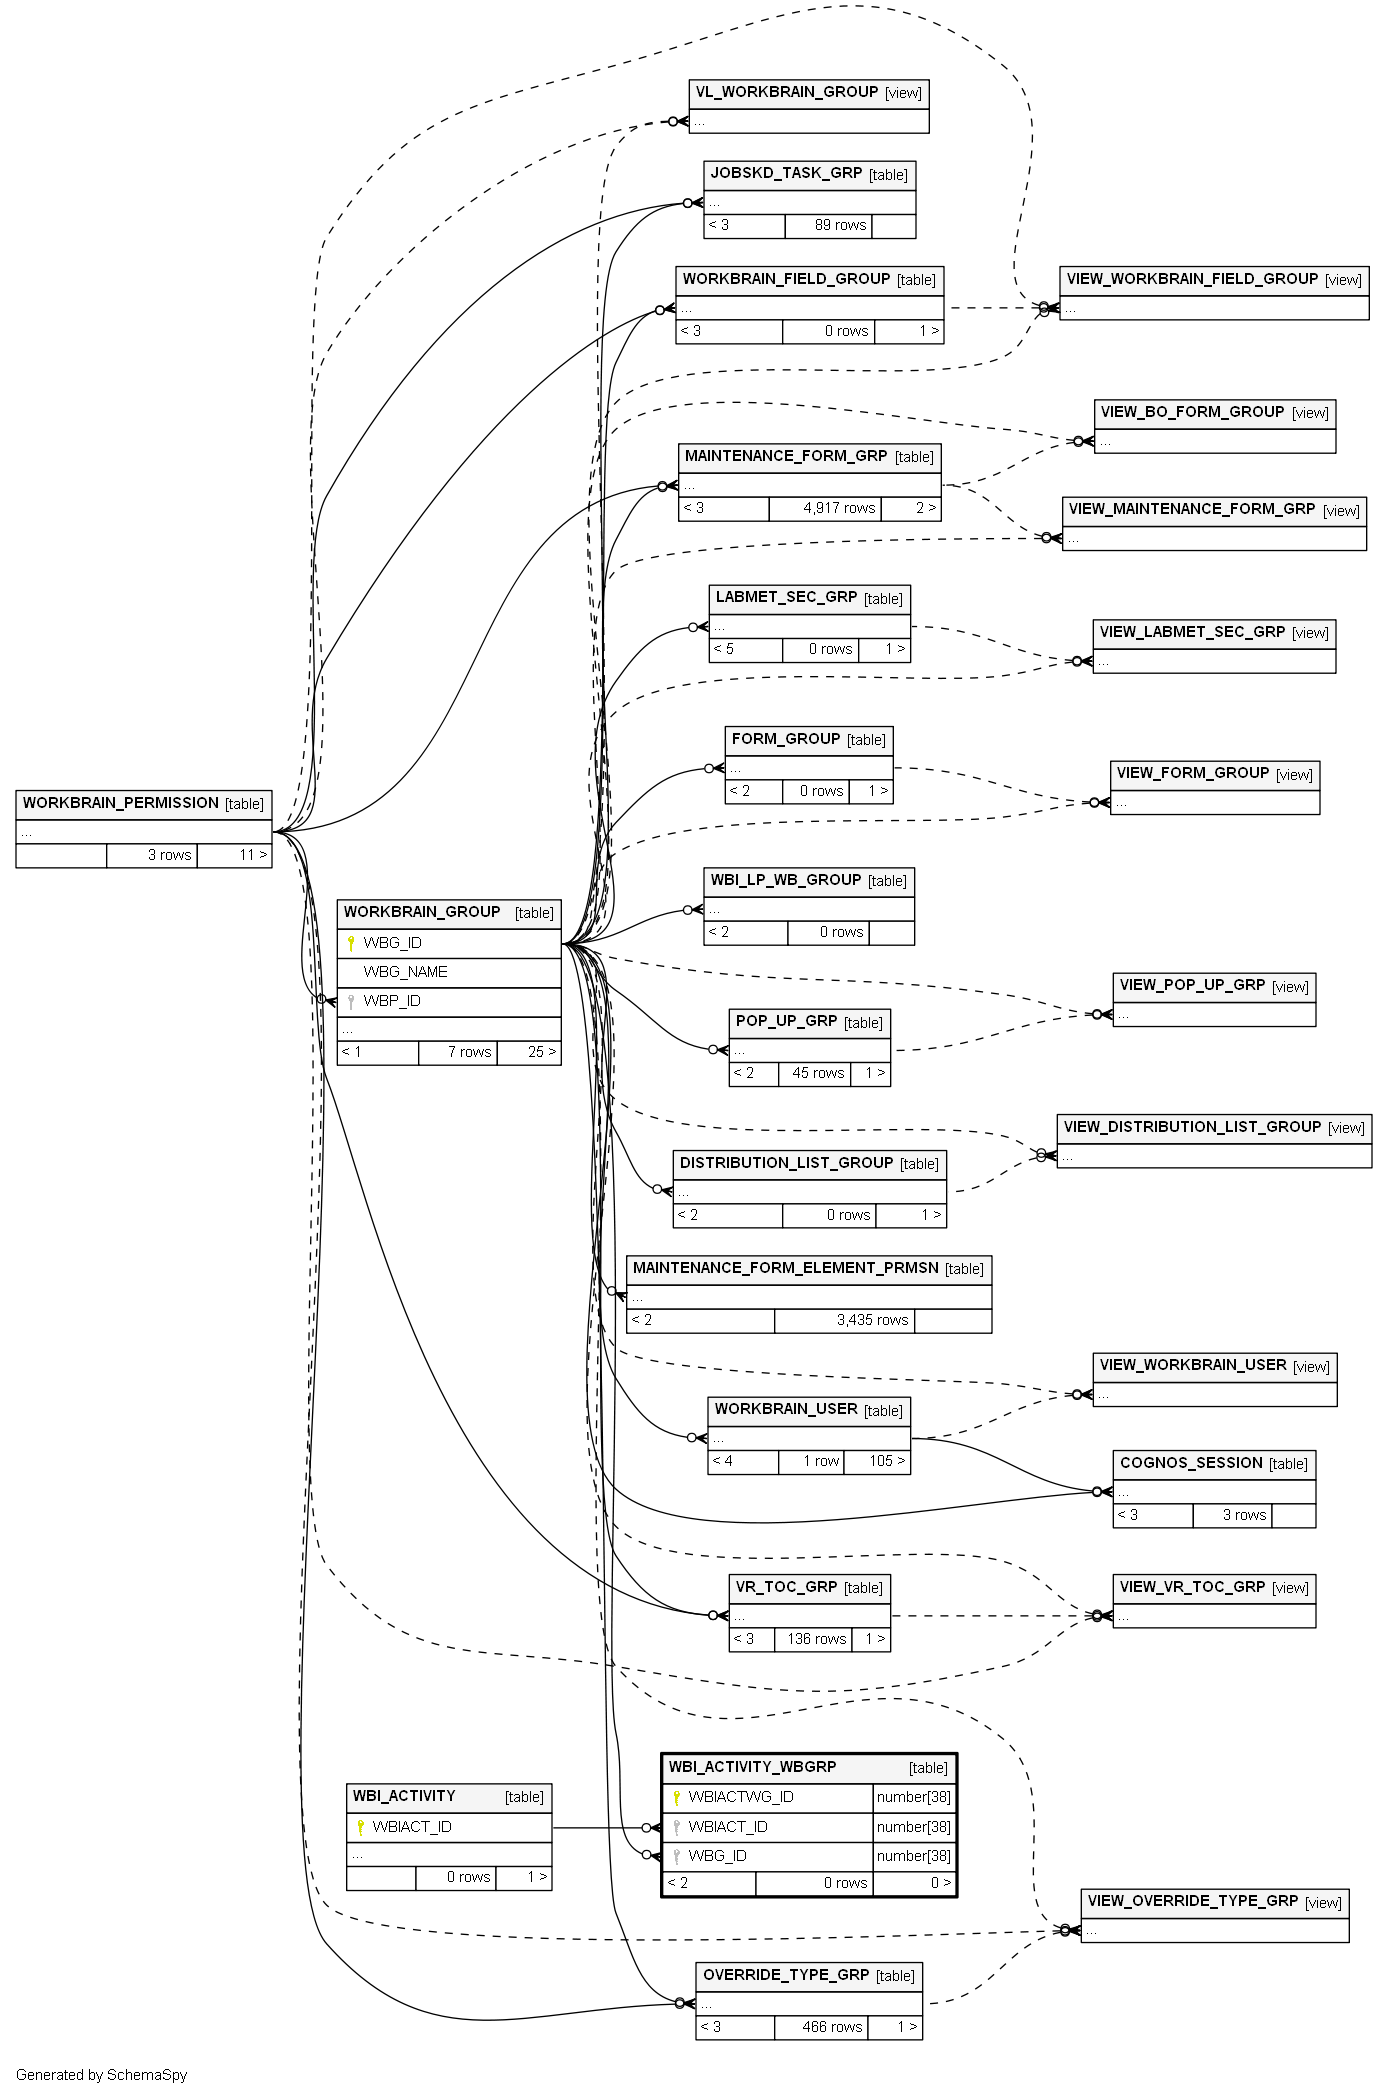 VL_WORKBRAIN_GROUP [view]
...
JOBSKD_TASK_GRP [table]
...
< 3 89 rows
WORKBRAIN_FIELD_GROUP [table]
...
< 3 0 rows 1 >
VIEW_WORKBRAIN_FIELD_GROUP [view]
...
VIEW_BO_FORM_GROUP [view]
...
MAINTENANCE_FORM_GRP [table]
...
< 3 4,917 rows 2 >
VIEW_MAINTENANCE_FORM_GRP [view]
...
LABMET_SEC_GRP [table]
...
< 5 0 rows 1 >
VIEW_LABMET_SEC_GRP [view]
...
FORM_GROUP [table]
...
< 2 0 rows 1 >
VIEW_FORM_GROUP [view]
...
WORKBRAIN_PERMISSION [table]
...
3 rows 11 >
WORKBRAIN_GROUP [table]
WBG_ID
WBG_NAME
WBP_ID
...
< 1 7 rows 25 >
WBI_LP_WB_GROUP [table]
...
< 2 0 rows
VIEW_POP_UP_GRP [view]
...
POP_UP_GRP [table]
...
< 2 45 rows 1 >
VIEW_DISTRIBUTION_LIST_GROUP [view]
...
DISTRIBUTION_LIST_GROUP [table]
...
< 2 0 rows 1 >
MAINTENANCE_FORM_ELEMENT_PRMSN [table]
...
< 2 3,435 rows
VIEW_WORKBRAIN_USER [view]
...
WORKBRAIN_USER [table]
...
< 4 1 row 105 >
COGNOS_SESSION [table]
...
< 3 3 rows
VR_TOC_GRP [table]
...
< 3 136 rows 1 >
VIEW_VR_TOC_GRP [view]
...
WBI_ACTIVITY [table]
WBIACT_ID
...
0 rows 1 >
WBI_ACTIVITY_WBGRP [table]
WBIACTWG_ID number[38]
WBIACT_ID number[38]
WBG_ID number[38]
< 2 0 rows 0 >
VIEW_OVERRIDE_TYPE_GRP [view]
...
OVERRIDE_TYPE_GRP [table]
...
< 3 466 rows 1 >
Generated by SchemaSpy